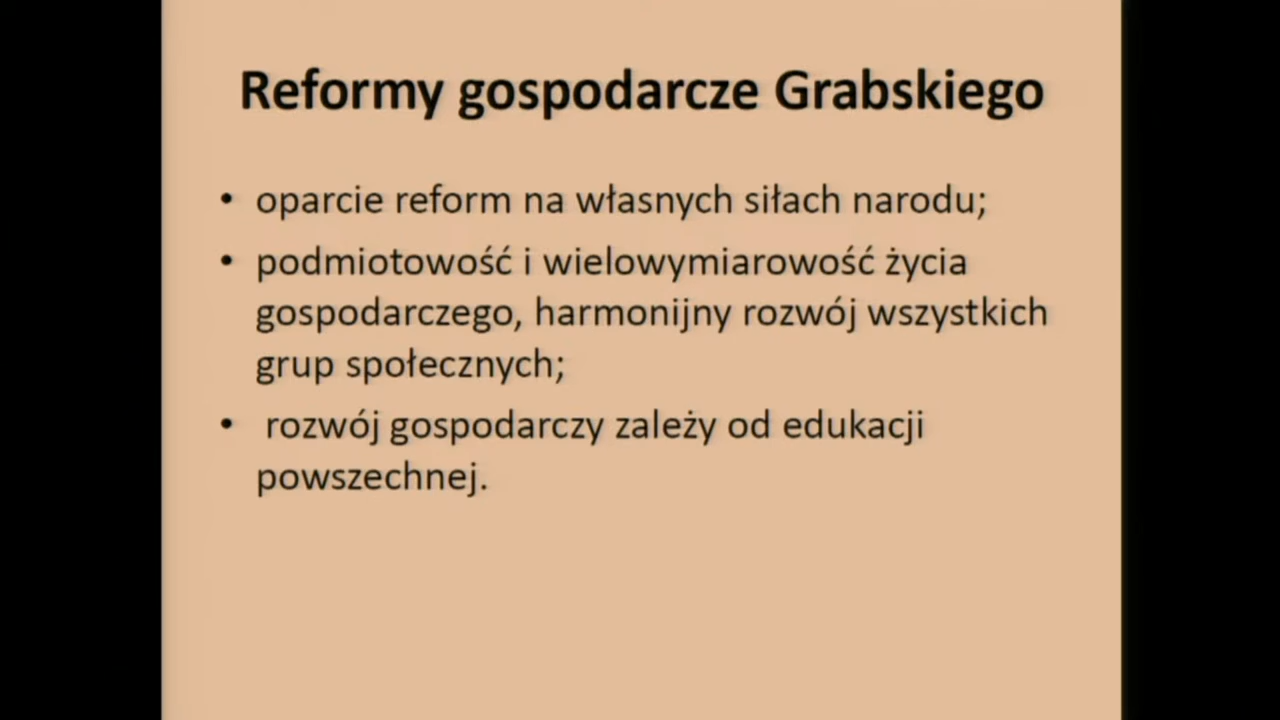 Reformy gospodarcze Grabskiego
• oparcie reform na własnych siłach narodu;
• podmiotowość i wielowymiarowość życia
gospodarczego, harmonijny rozwój wszystkich
grup społecznych;
• rozwój gospodarczy zależy od edukacji
powszechnej.